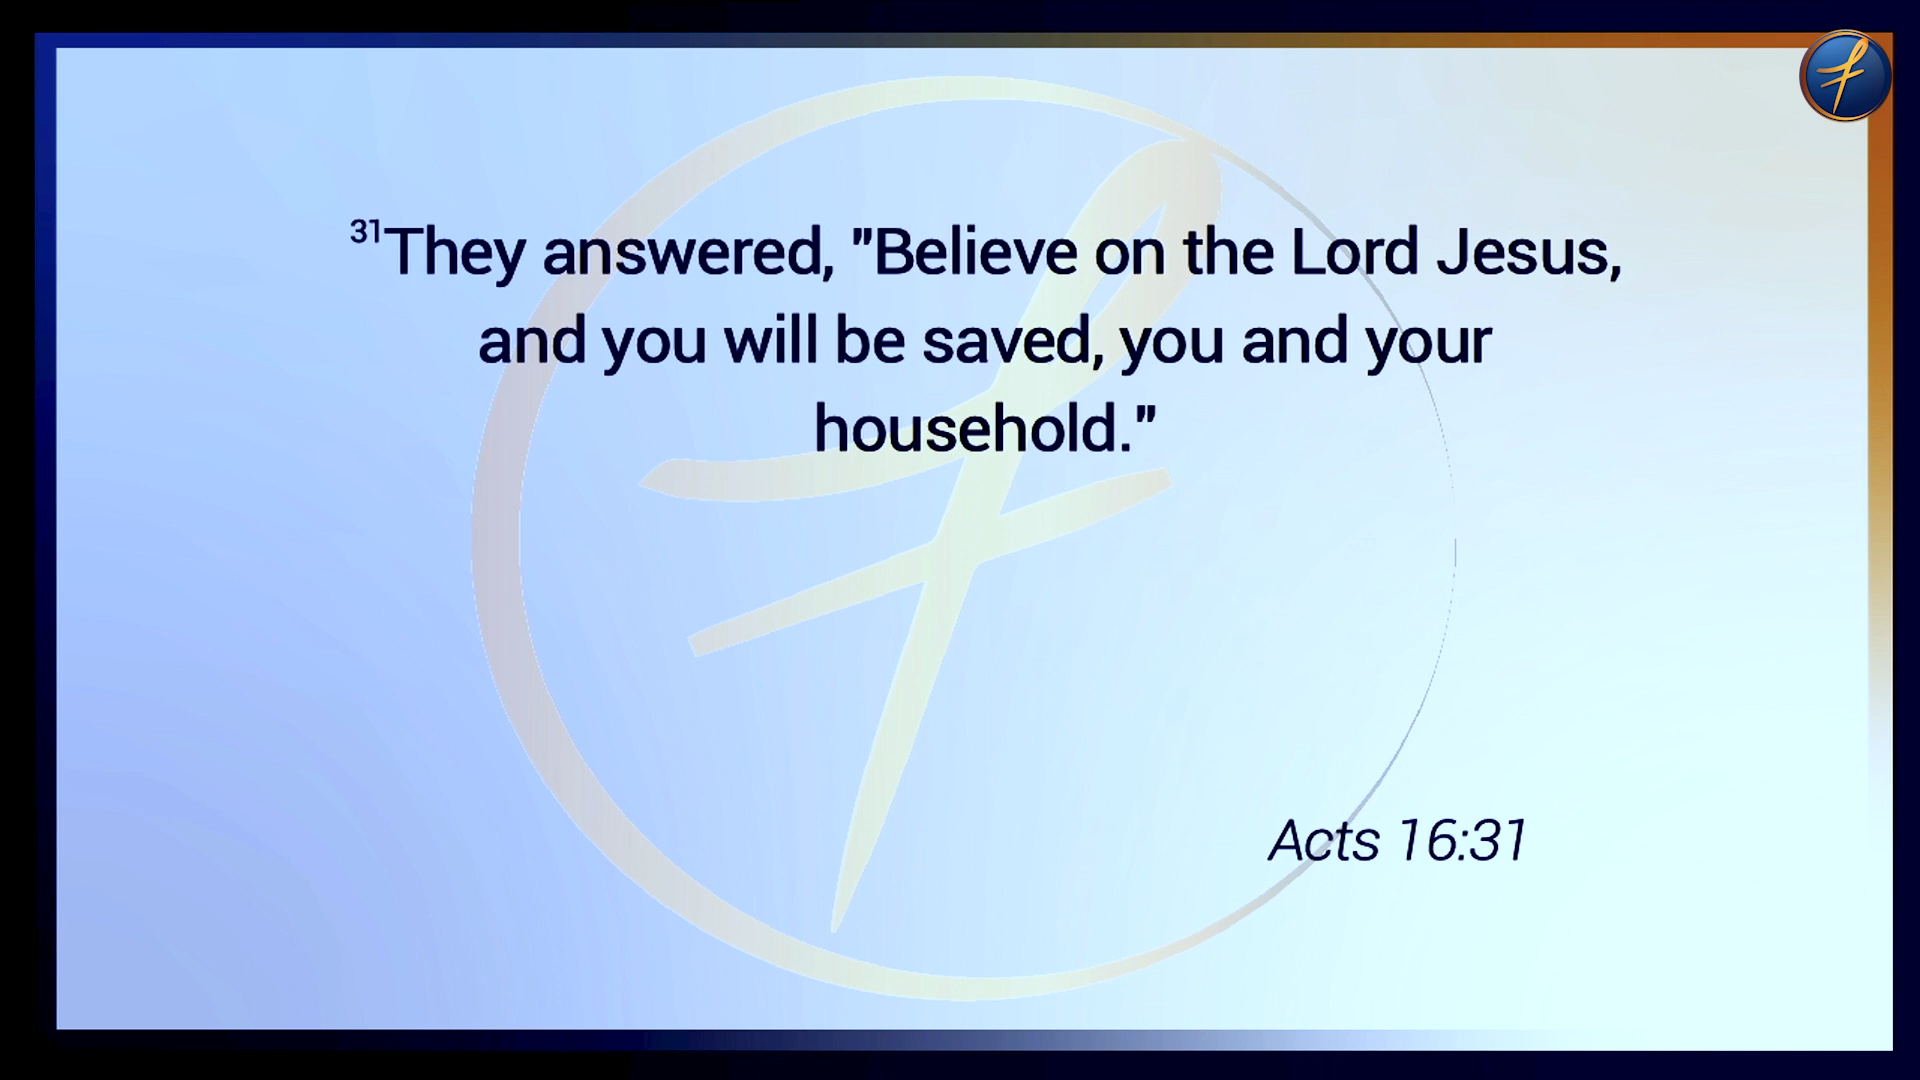 31They answered, "Believe on the Lord Jesus,
and you will be saved, you and your
household."
Acts 16:31